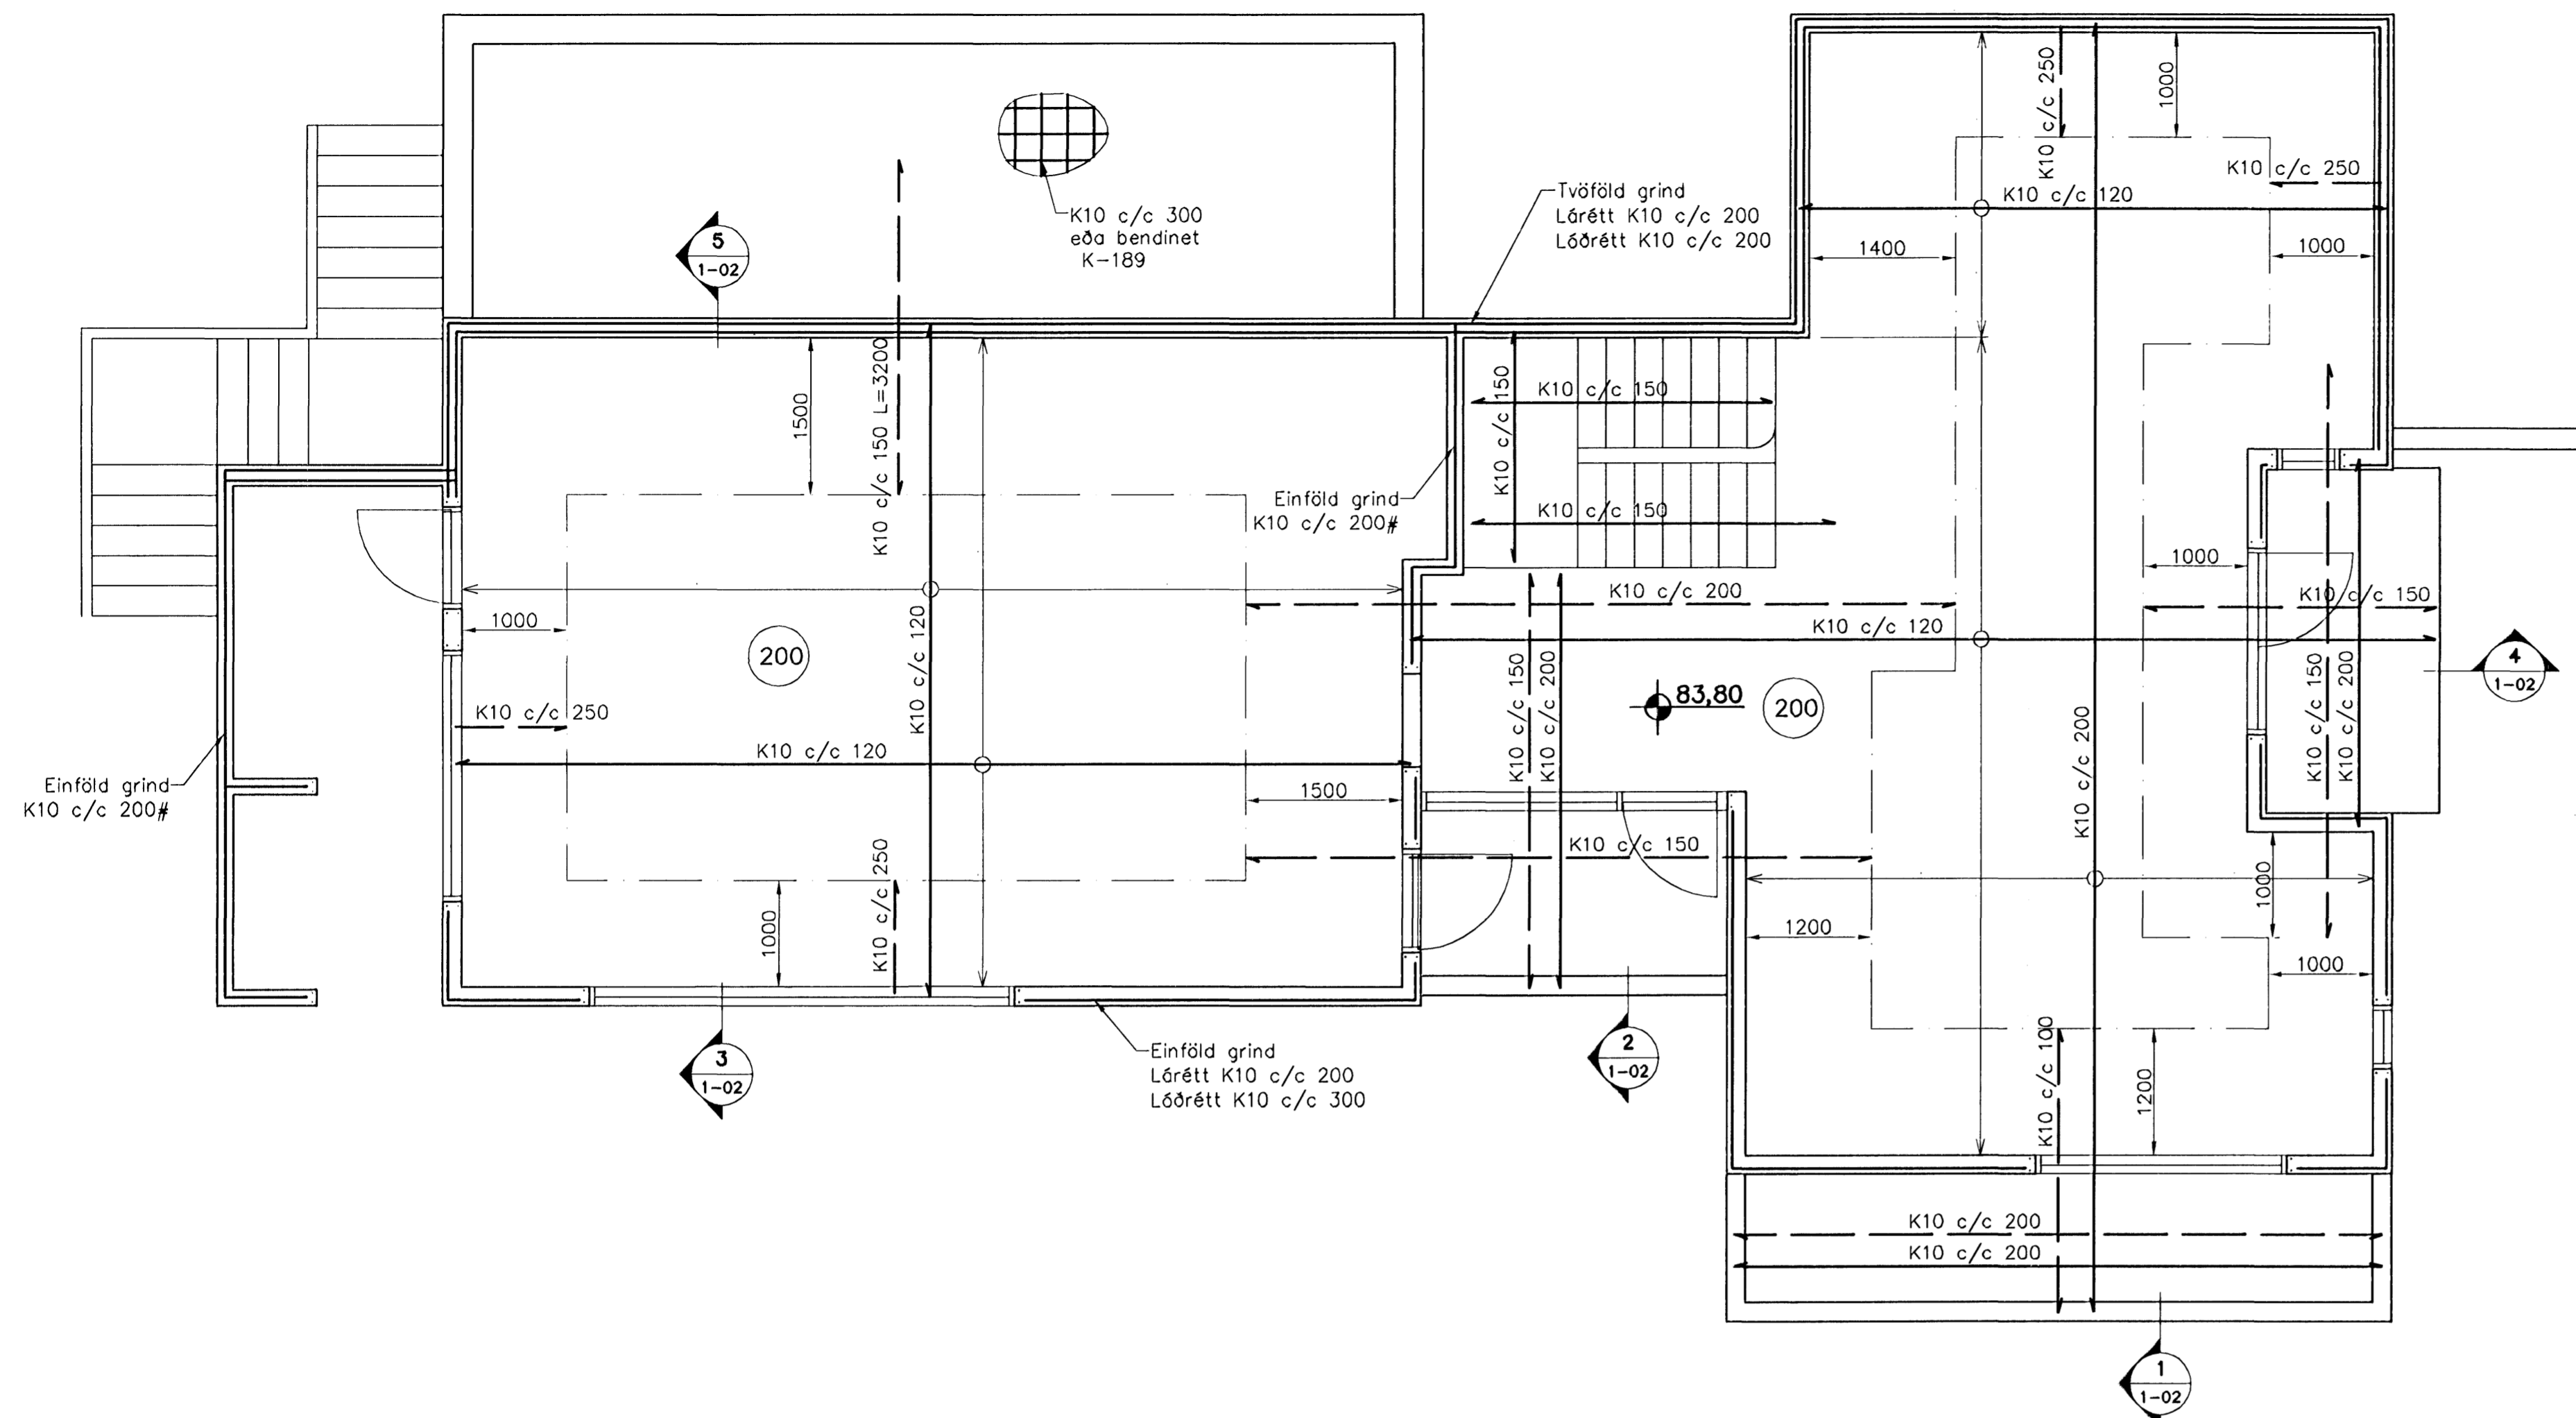 K10 c/c 300
eða bendinet
K-189
5
1-02
Tvöföld grind
Lárétt K10 c/c 200
Lóðrétt K10 c/c 200
K10 c/c 250
1000
K10 c/c 250
K10 c/c 120
1400
1000
1500
K10 c/c 150 L=3200
K10 c/c 150
K10 c/c 150
K10 c/c 150
Einföld grind
K10 c/c 200#
1000
K10 c/c 200
K10 c/c 150
K10 c/c 120
1000
200
K10 c/c 120
83,80
200
K10 c/c 150
K10 c/c 200
K10 c/c 150
K10 c/c 200
4
1-02
K10 c/c 250
K10 c/c 120
K10 c/c 200
Einföld grind
K10 c/c 200#
1500
K10 c/c 150
K10 c/c 250
1000
1000
1200
1000
3
1-02
Einföld grind
Lárétt K10 c/c 200
Lóðrétt K10 c/c 300
2
1-02
K10 c/c 100
1200
K10 c/c 200
K10 c/c 200
1
1-02